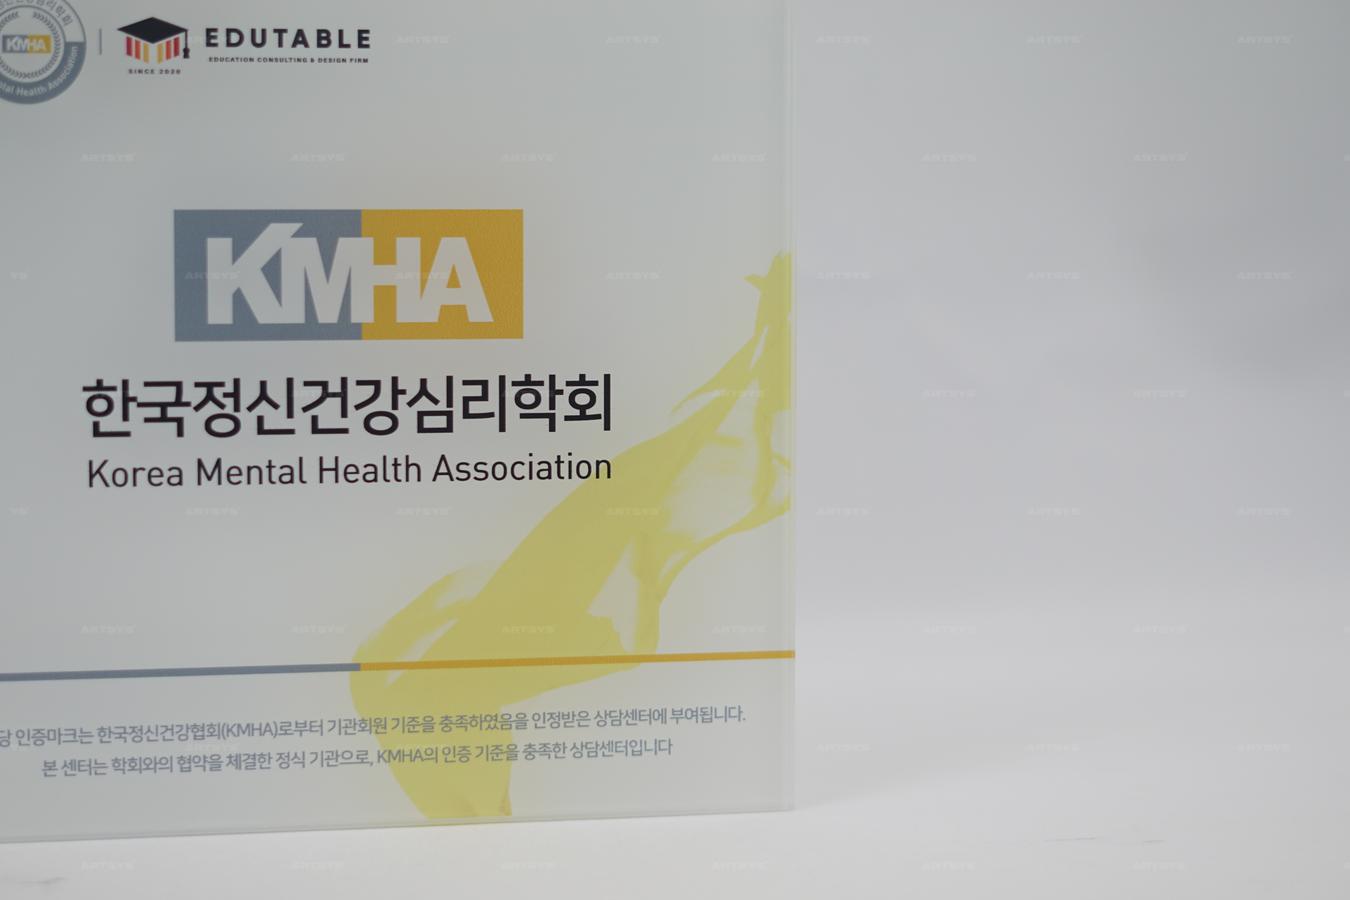 KMHA
ntal Health Association
EDUTABLE
EDUCATION CONSULTING & DESIGN FIRM
SINCE 2020
KMHA
한국정신건강심리학회
Korea Mental Health Association
당 인증마크는 한국정신건강협회(KMHA)로부터 기관회원 기준을 충족하였음을 인정받은 상담센터에 부여됩니다.
본 센터는 학회와의 협약을 체결한 정식 기관으로, KMHA의 인증 기준을 충족한 상담센터입니다
ARTSYS